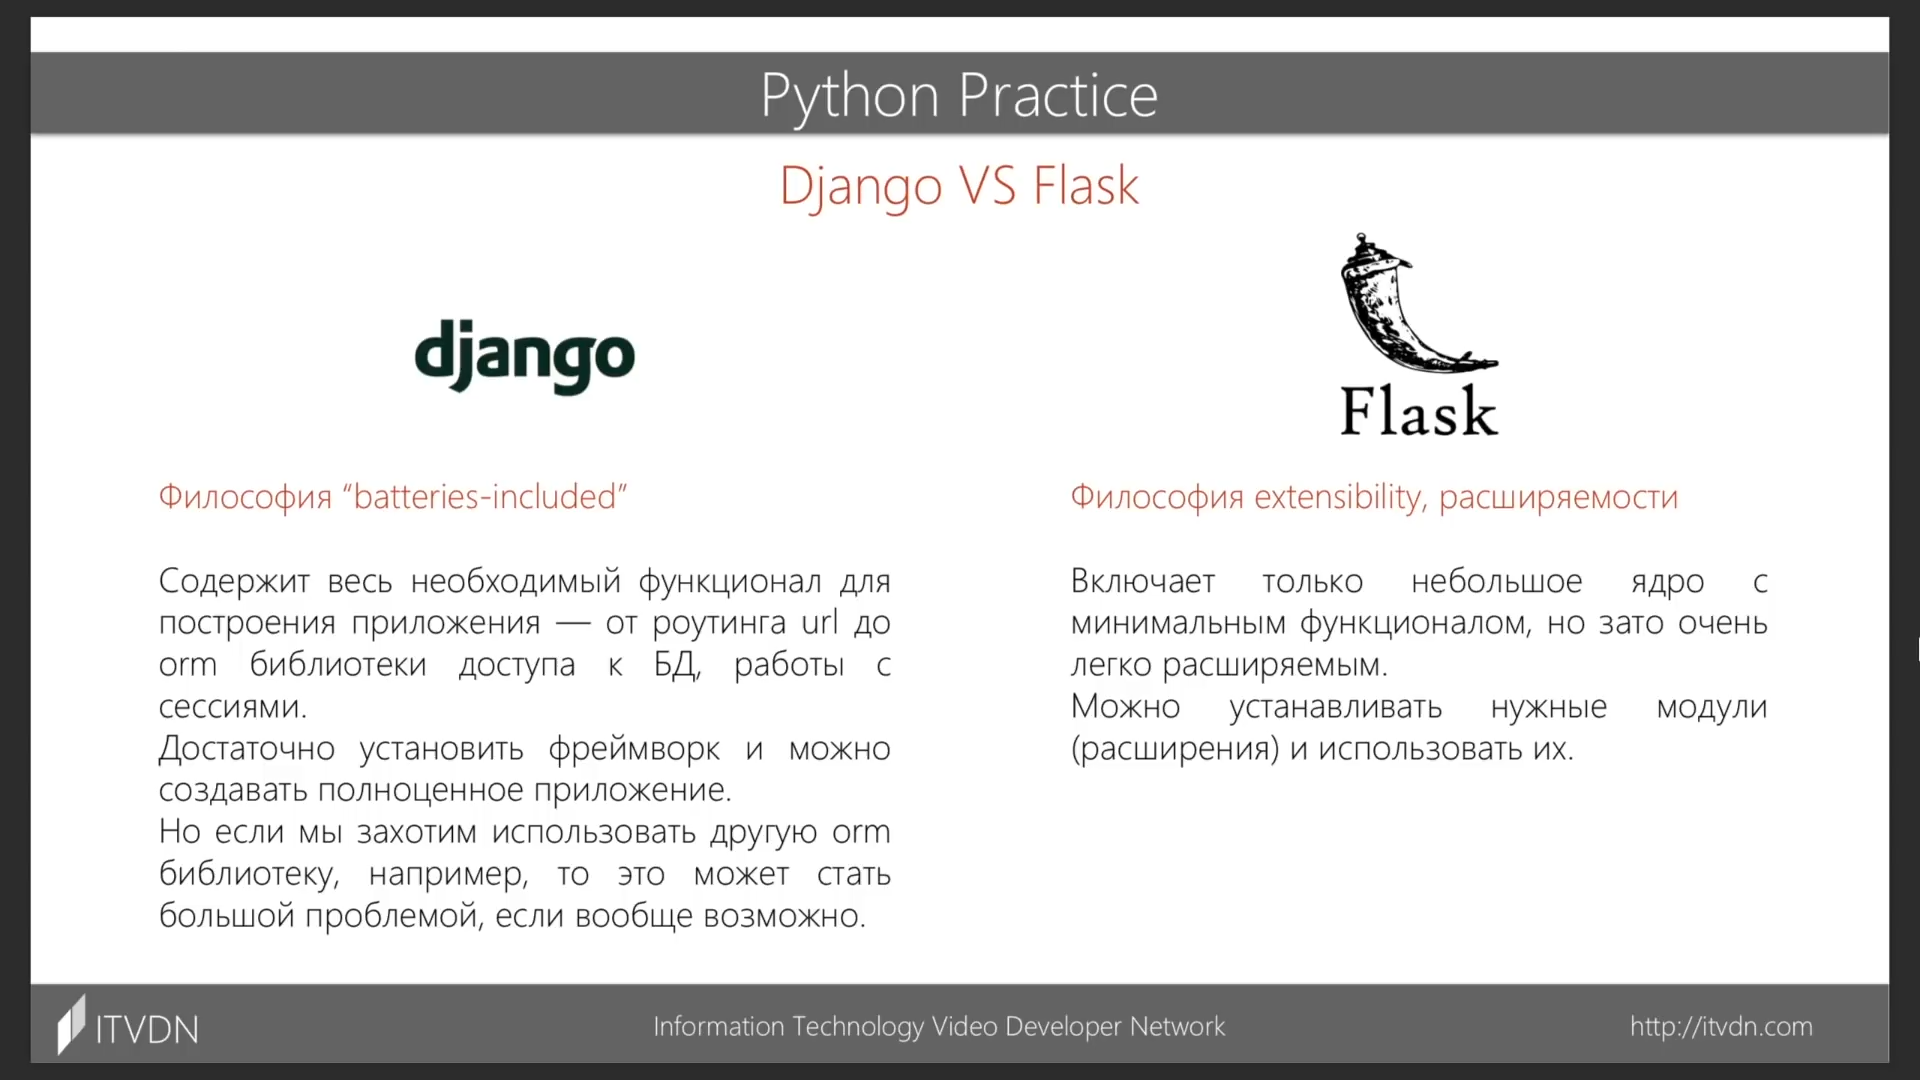 Python Practice
Django VS Flask
django
Flask
Философия “batteries-included”
Содержит весь необходимый функционал для
построения приложения — от роутинга url до
orm библиотеки доступа к БД, работы с
сессиями.
Достаточно установить фреймворк и можно
создавать полноценное приложение.
Но если мы захотим использовать другую orm
библиотеку, например, то это может стать
большой проблемой, если вообще возможно.
Философия extensibility, расширяемости
Включает только небольшое ядро с
минимальным функционалом, но зато очень
легко расширяемым.
Можно устанавливать нужные модули
(расширения) и использовать их.
ITVDN
Information Technology Video Developer Network
http://itvdn.com